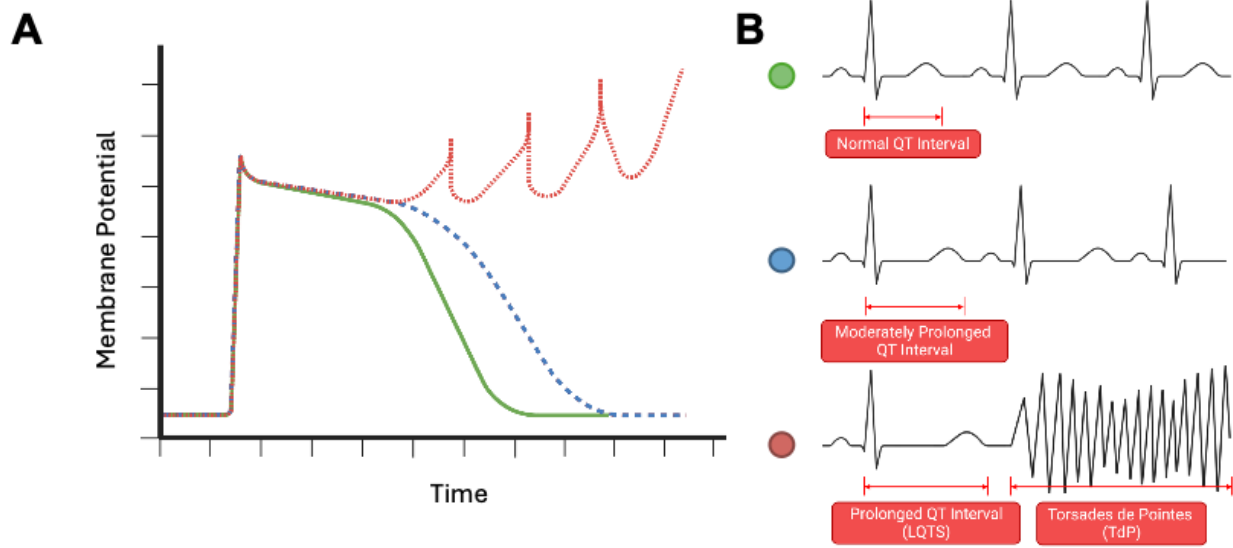 A
Membrane Potential
Time
B
Normal QT Interval
Moderately Prolonged
QT Interval
Prolonged QT Interval
(LQTS)
Torsades de Pointes
(TdP)